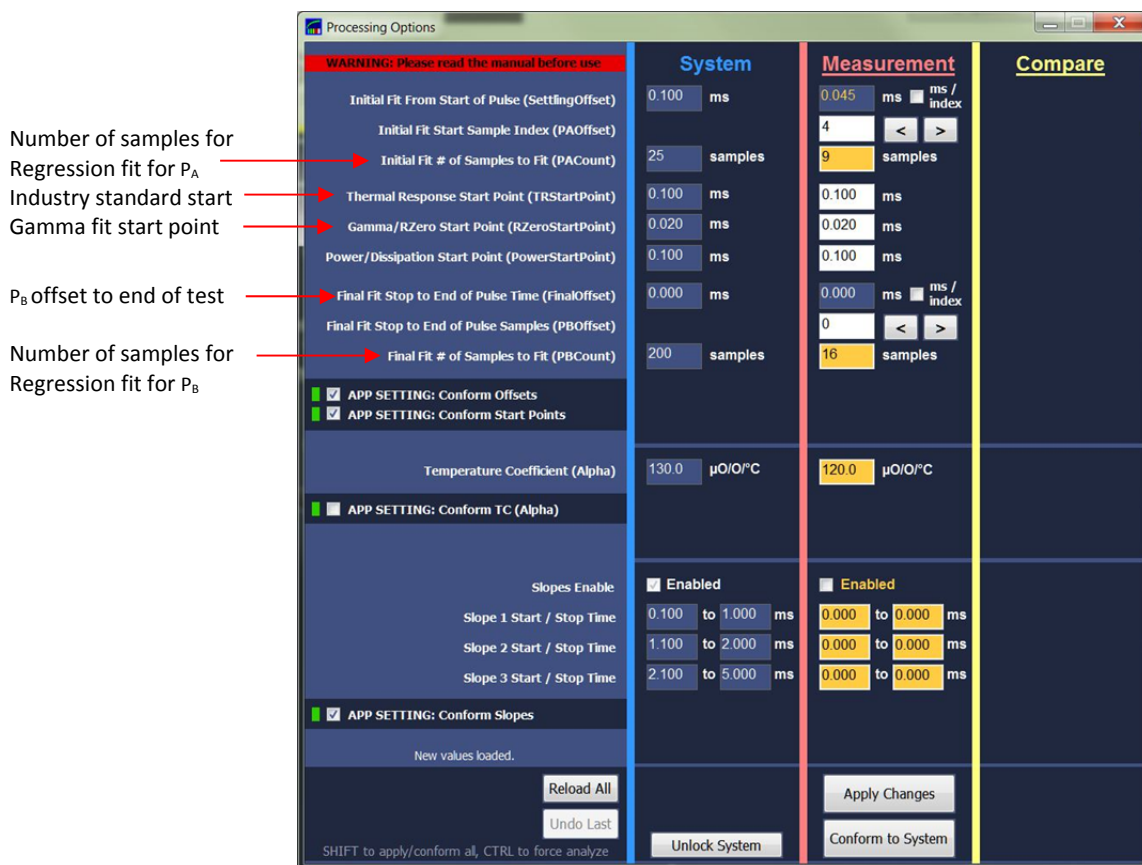 Processing Options
WARNING: Please read the manual before use
System
Measurement
Compare
Initial Fit From Start of Pulse (SettlingOffset)
0.100 ms
0.045 ms ms / index
Initial Fit Start Sample Index (PAOffset)
4 < >
Number of samples for
Regression fit for PA
Initial Fit # of Samples to Fit (PACount)
25 samples
9 samples
Industry standard start
Thermal Response Start Point (TRStartPoint)
0.100 ms
0.100 ms
Gamma fit start point
Gamma/RZero Start Point (RZeroStartPoint)
0.020 ms
0.020 ms
Power/Dissipation Start Point (PowerStartPoint)
0.100 ms
0.100 ms
PB offset to end of test
Final Fit Stop to End of Pulse Time (FinalOffset)
0.000 ms
0.000 ms ms / index
Final Fit Stop to End of Pulse Samples (PBOffset)
0 < >
Number of samples for
Regression fit for PB
Final Fit # of Samples to Fit (PBCount)
200 samples
16 samples
APP SETTING: Conform Offsets
APP SETTING: Conform Start Points
Temperature Coefficient (Alpha)
130.0 µO/O/°C
120.0 µO/O/°C
APP SETTING: Conform TC (Alpha)
Slopes Enable
Enabled
Enabled
Slope 1 Start / Stop Time
0.100 to 1.000 ms
0.000 to 0.000 ms
Slope 2 Start / Stop Time
1.100 to 2.000 ms
0.000 to 0.000 ms
Slope 3 Start / Stop Time
2.100 to 5.000 ms
0.000 to 0.000 ms
APP SETTING: Conform Slopes
New values loaded.
Reload All
Undo Last
SHIFT to apply/conform all, CTRL to force analyze
Unlock System
Apply Changes
Conform to System